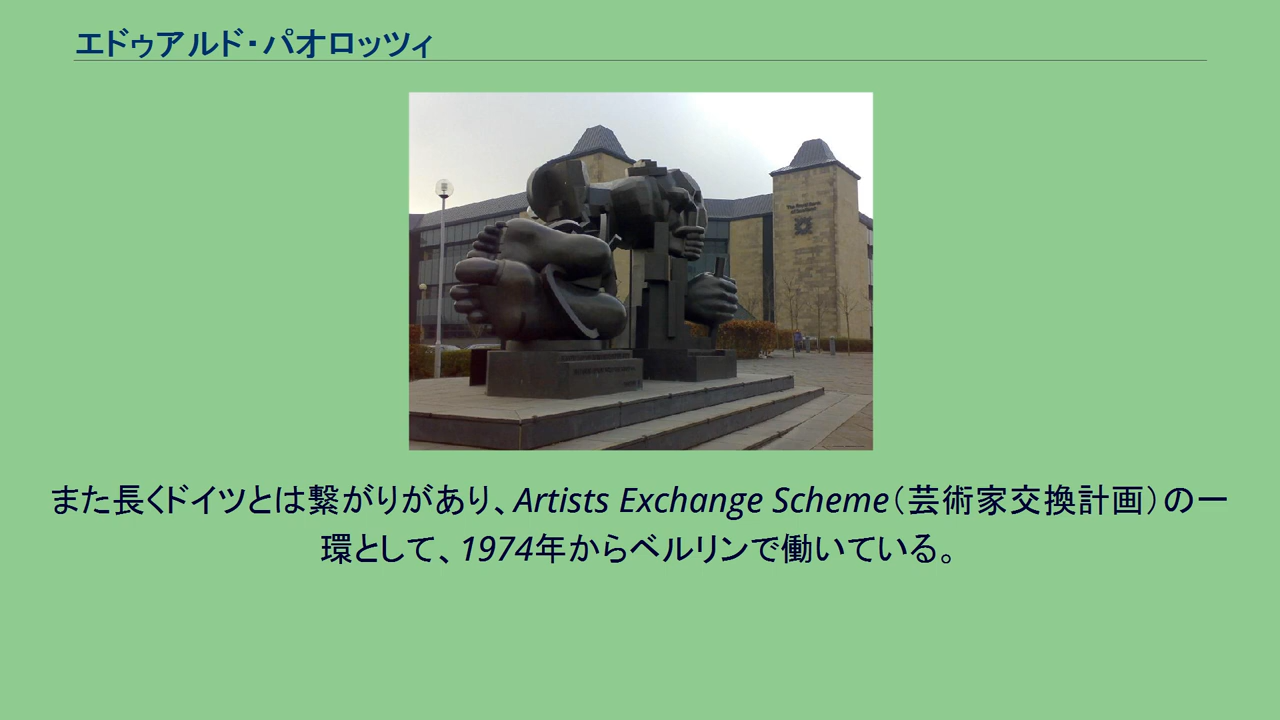 エドゥアルド・パオロッツィ
また長くドイツとは繋がりがあり、Artists Exchange Scheme（芸術家交換計画）の一
環として、1974年からベルリンで働いている。